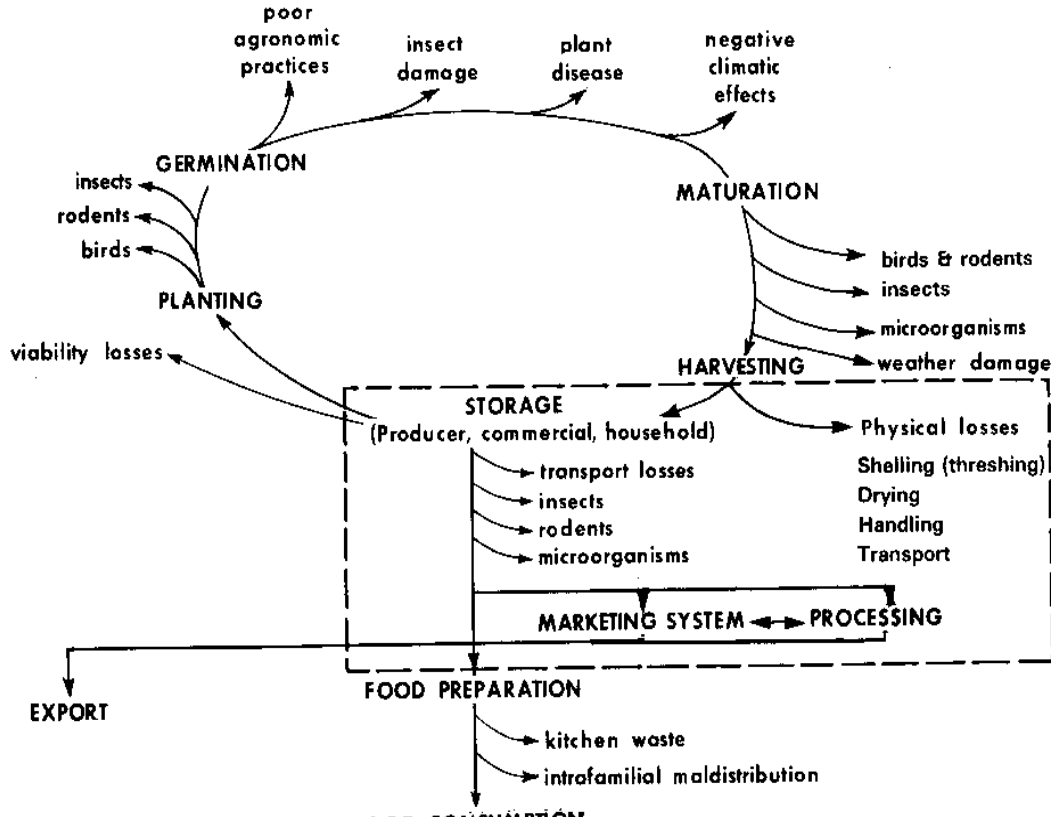 poor
agronomic
practices
insect
damage
plant
disease
negative
climatic
effects
GERMINATION
MATURATION
insects
rodents
birds
PLANTING
birds & rodents
insects
microorganisms
weather damage
viability losses
HARVESTING
STORAGE
(Producer, commercial, household)
Physical losses
Shelling (threshing)
Drying
Handling
Transport
transport losses
insects
rodents
microorganisms
MARKETING SYSTEM
PROCESSING
FOOD PREPARATION
EXPORT
kitchen waste
intrafamilial maldistribution